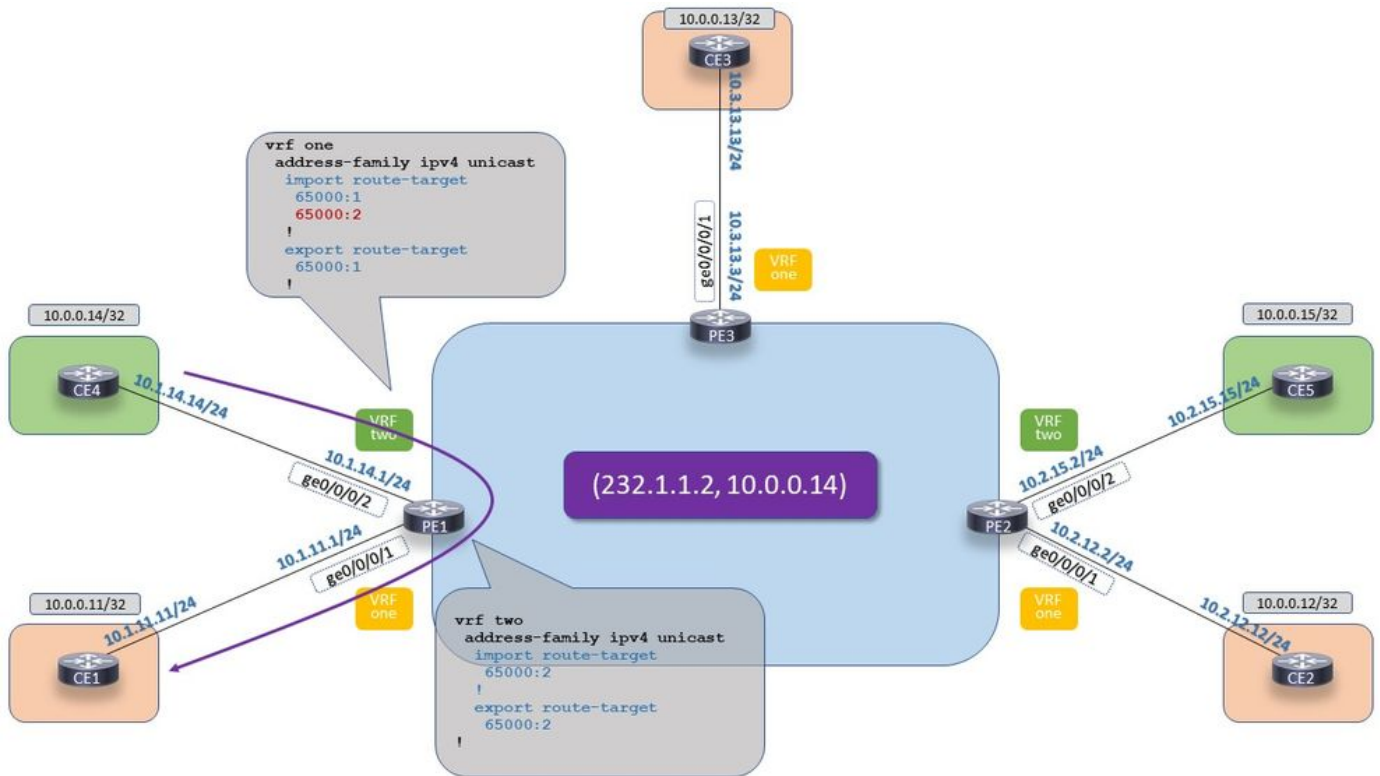 10.0.0.13/32
CE3
10.3.13.13/24
vrf one
address-family ipv4 unicast
import route-target
65000:1
65000:2
!
export route-target
65000:1
!
ge0/0/0/1
10.3.13.3/24
VRF
one
PE3
10.0.0.14/32
CE4
10.1.14.14/24
VRF
two
10.1.14.1/24
ge0/0/0/2
PE1
10.1.11.1/24
ge0/0/0/1
VRF
one
10.0.0.11/32
10.1.11.11/24
CE1
(232.1.1.2, 10.0.0.14)
vrf two
address-family ipv4 unicast
import route-target
65000:2
!
export route-target
65000:2
!
10.0.0.15/32
CE5
10.2.15.15/24
VRF
two
10.2.15.2/24
ge0/0/0/2
PE2
10.2.12.2/24
ge0/0/0/1
VRF
one
10.0.0.12/32
10.2.12.12/24
CE2